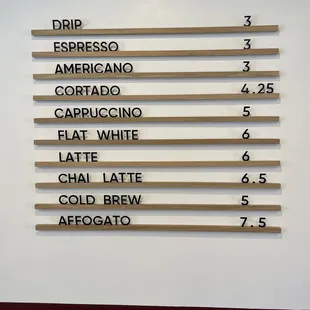 DRIP 3
ESPRESSO 3
AMERICANO 3
CORTADO 4.25
CAPPUCCINO 5
FLAT WHITE 6
LATTE 6
CHAI LATTE 6.5
COLD BREW 5
AFFOGATO 7.5